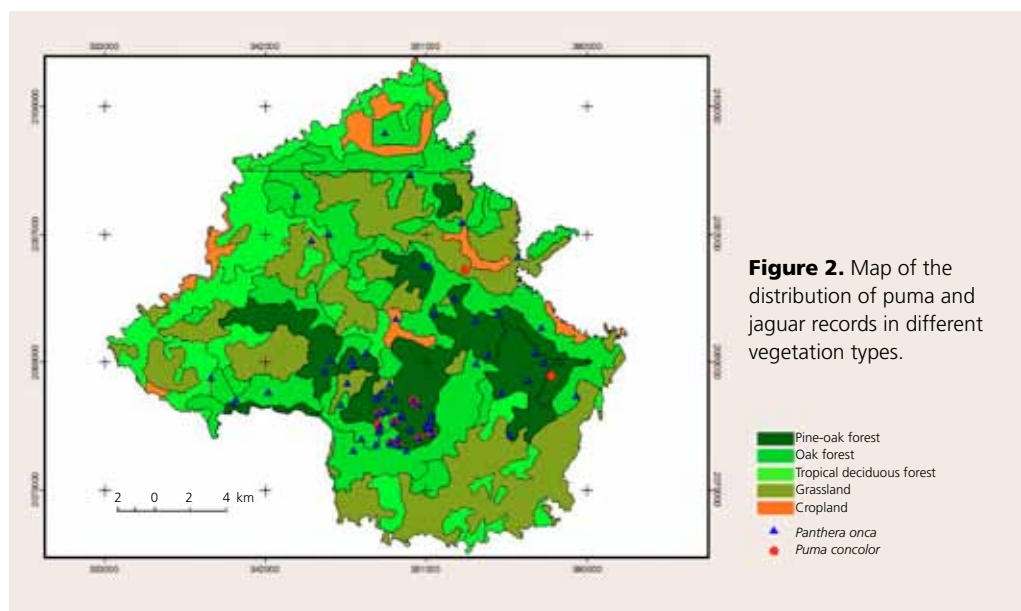 Figure 2. Map of the
distribution of puma and
jaguar records in different
vegetation types.
Pine-oak forest
Oak forest
Tropical deciduous forest
Grassland
Cropland
Panthera onca
Puma concolor
2 0 2 4 km